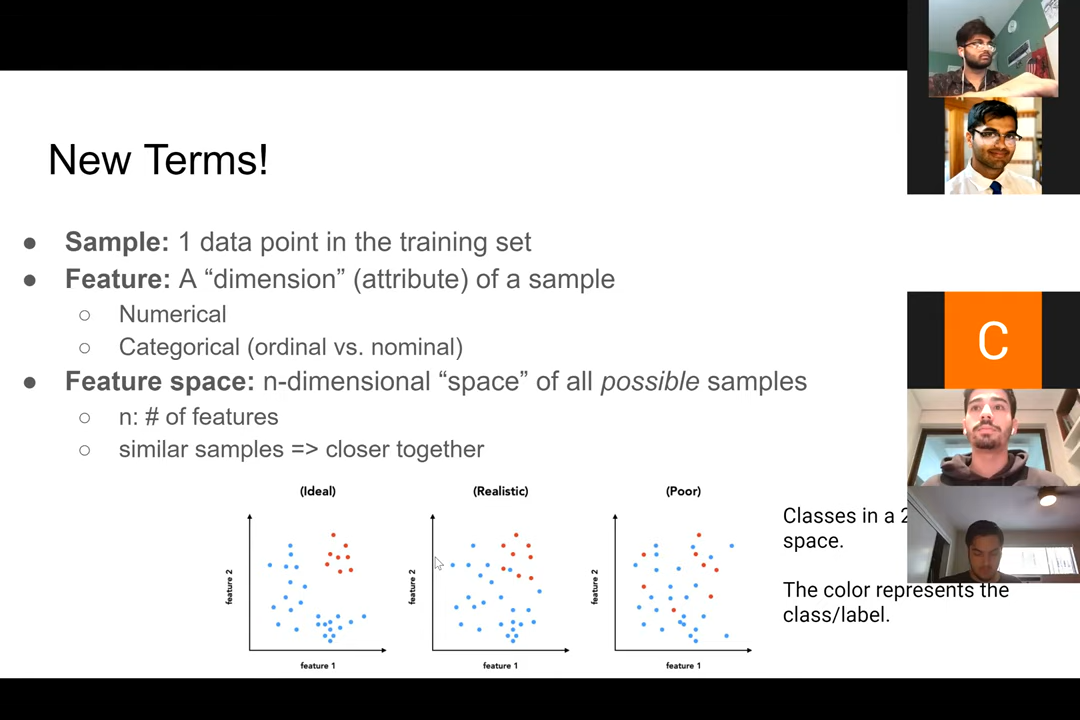 New Terms!
● Sample: 1 data point in the training set
● Feature: A “dimension” (attribute) of a sample
○ Numerical
○ Categorical (ordinal vs. nominal)
● Feature space: n-dimensional “space” of all possible samples
○ n: # of features
○ similar samples => closer together
(Ideal)
feature 2
feature 1
(Realistic)
feature 2
feature 1
(Poor)
feature 2
feature 1
Classes in a 2
space.
The color represents the
class/label.
C